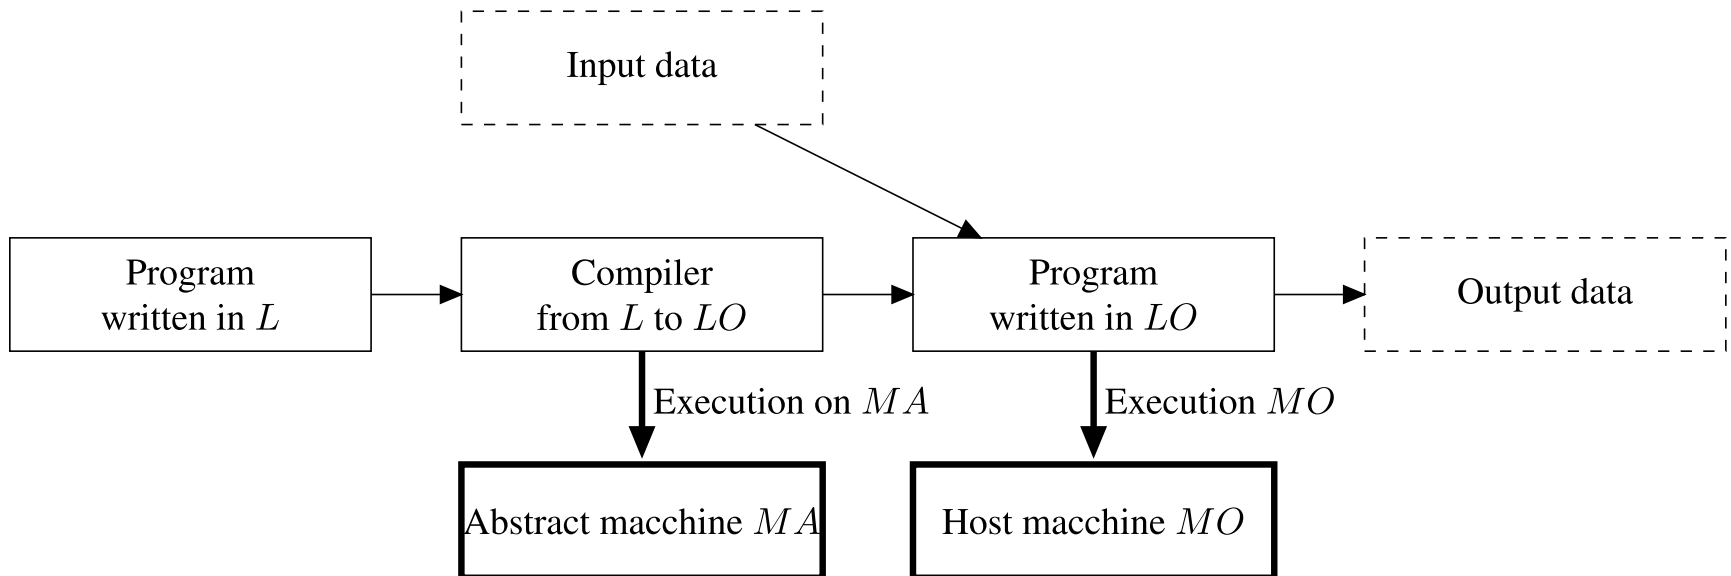 Input data
Program
written in L
Compiler
from L to LO
Program
written in LO
Output data
Execution on MA
Execution MO
Abstract macchine MA
Host macchine MO